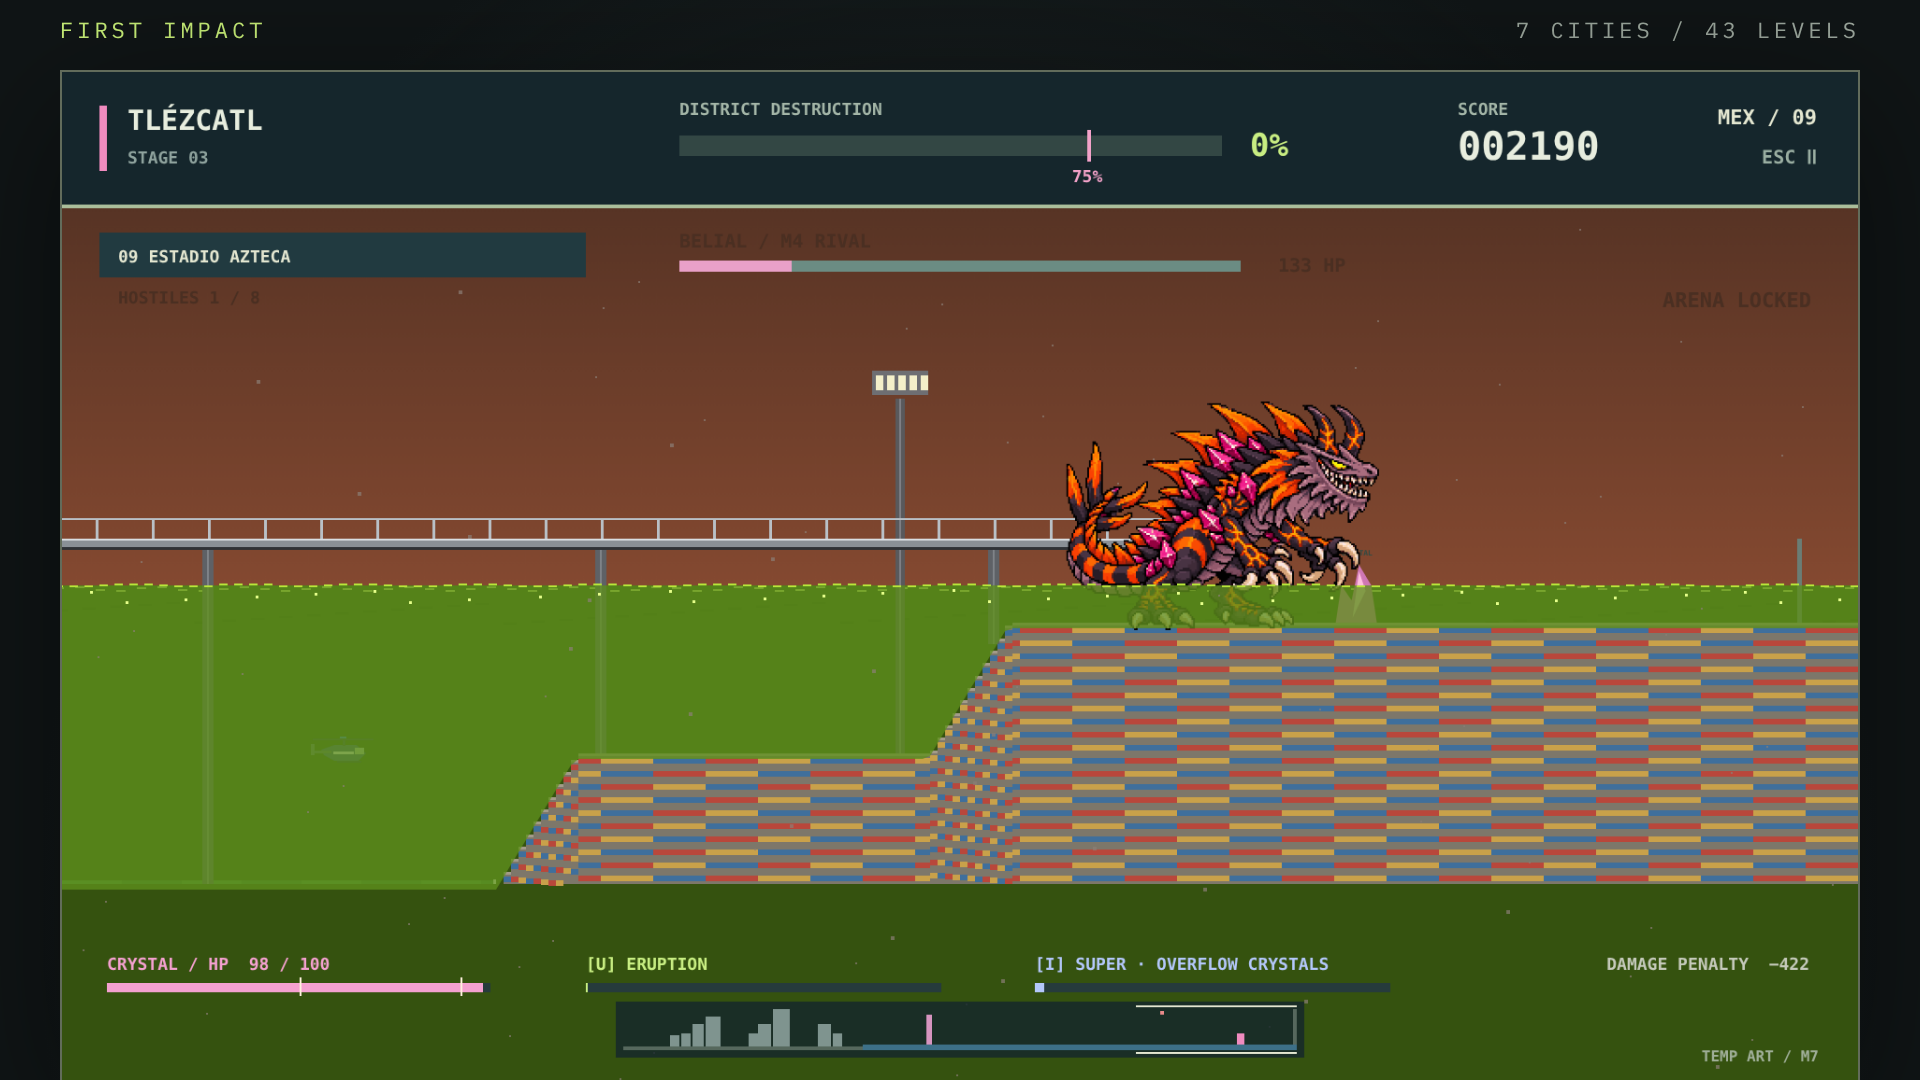 FIRST IMPACT
7 CITIES / 43 LEVELS
TLÉZCATL
STAGE 03
DISTRICT DESTRUCTION
0%
75%
SCORE
002190
MEX / 09
ESC II
09 ESTADIO AZTECA
HOSTILES 1 / 8
BELIAL / M4 RIVAL
133 HP
ARENA LOCKED
CRYSTAL / HP 98 / 100
[U] ERUPTION
[I] SUPER · OVERFLOW CRYSTALS
DAMAGE PENALTY −422
TEMP ART / M7